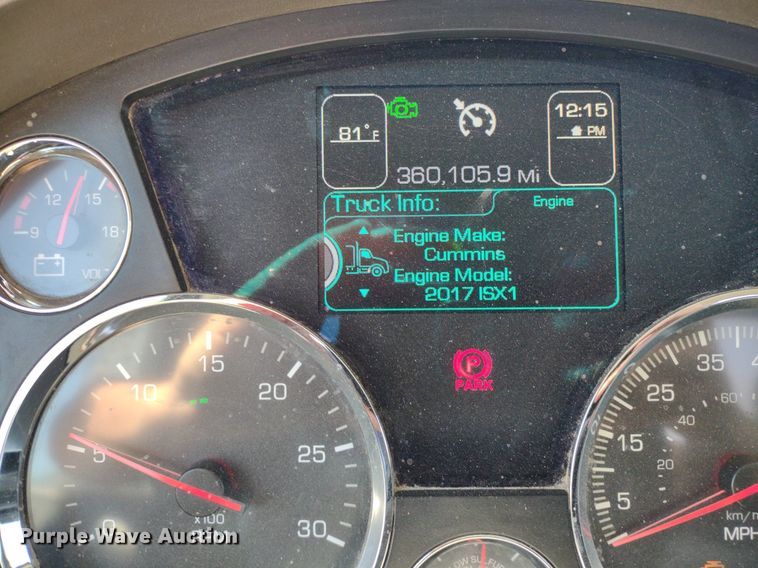 81°F
12:15
PM
360,105.9 Mi
Truck Info:
Engine
Engine Make:
Cummins
Engine Model:
2017 ISX1
9
12
15
18
VOLT
P
PARK
0
5
10
15
20
25
30
x100
5
15
25
35
20
40
60
km/h
MPH
LOW SULFUR
Purple Wave Auction